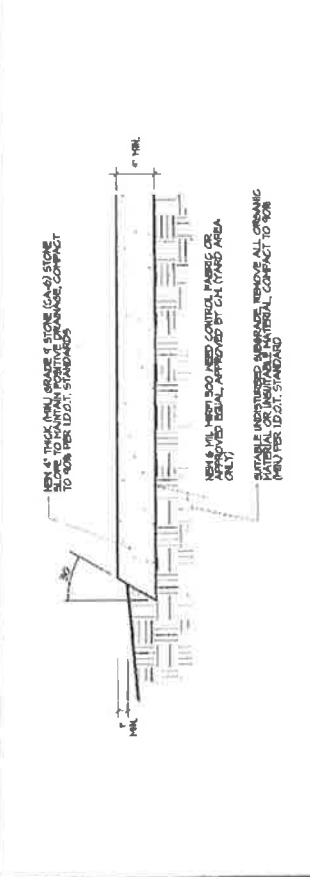 NEW 4" THICK (MIN.) GRADE 9 STONE (CA-6) STONE
SLOPE TO MAINTAIN POSITIVE DRAINAGE, COMPACT
TO 90% PER I.D.O.T. STANDARDS
30°
4" MIN.
1"
MIN.
NEW 6 MIL MIRAFI 500 WEED CONTROL FABRIC OR
APPROVED EQUAL, APPROVED BY C.H. (YARD AREA
ONLY)
SUITABLE UNDISTURBED SUBGRADE, REMOVE ALL ORGANIC
MATERIAL OR UNSUITABLE MATERIAL, COMPACT TO 90%
(MIN.) PER I.D.O.T. STANDARD